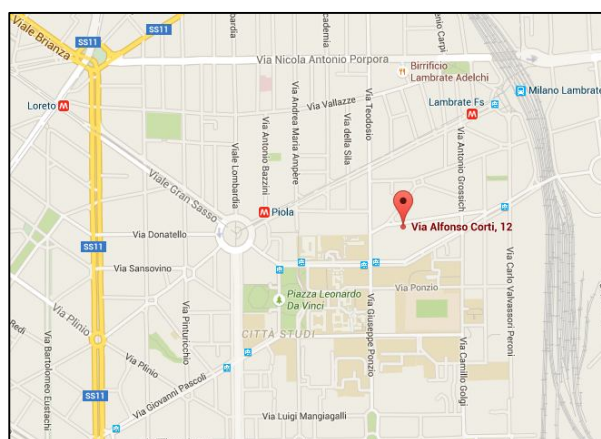 Viale Brianza
SS11
SS11
Viale Lombardia
Via Nicola Antonio Porpora
Birrificio
Lambrate Adelchi
Milano Lambrate
Loreto
M
Via Vallazze
Lambrate Fs
M
Via Andrea Maria Ampère
Via Antonio Bazzini
Via della Sila
Via Teodosio
Via Antonio Grossich
Viale Gran Sasso
M
Piola
Via Donatello
Via Alfonso Corti, 12
SS11
Via Sansovino
Piazza Leonardo
Da Vinci
Via Ponzio
Via Carlo Valvassori Peroni
Via Plinio
CITTÀ STUDI
Redi
Via Pinturicchio
Via Giuseppe Ponzio
Via Bartolomeo Eustachi
Via Plinio
Via Camillo Golgi
Via Giovanni Pascoli
SS11
Via Luigi Mangiagalli